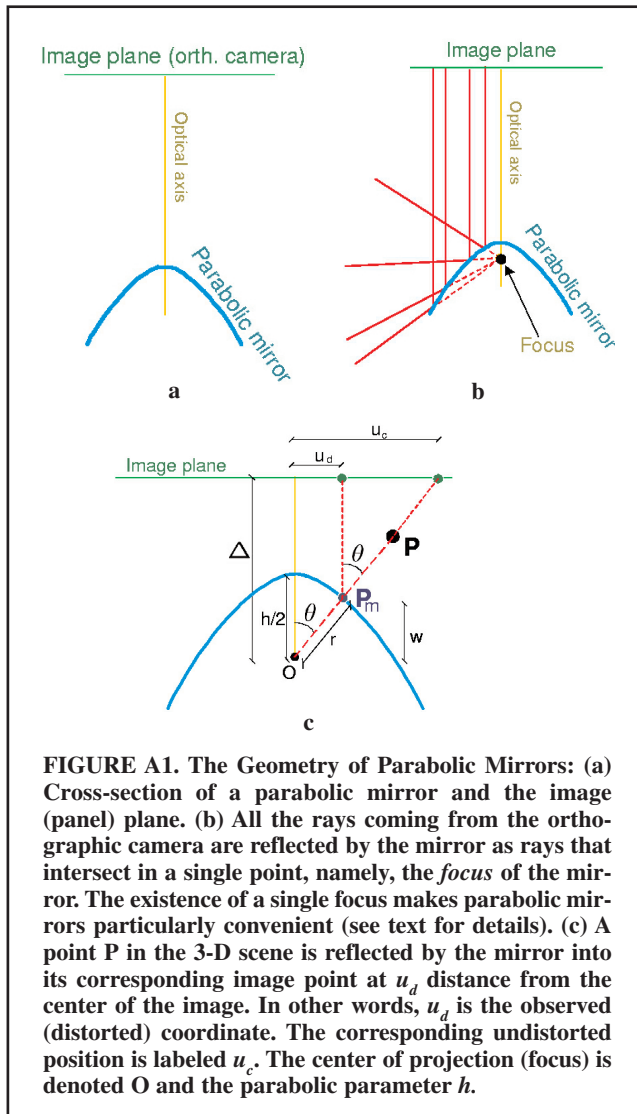 Image plane (orth. camera)
Optical axis
Parabolic mirror
a
Image plane
Optical axis
Parabolic mirror
Focus
b
u_c
u_d
Image plane
Δ
θ
P
P_m
h/2
θ
r
w
O
c
FIGURE A1. The Geometry of Parabolic Mirrors: (a)
Cross-section of a parabolic mirror and the image
(panel) plane. (b) All the rays coming from the ortho-
graphic camera are reflected by the mirror as rays that
intersect in a single point, namely, the focus of the mir-
ror. The existence of a single focus makes parabolic mir-
rors particularly convenient (see text for details). (c) A
point P in the 3-D scene is reflected by the mirror into
its corresponding image point at u_d distance from the
center of the image. In other words, u_d is the observed
(distorted) coordinate. The corresponding undistorted
position is labeled u_c. The center of projection (focus) is
denoted O and the parabolic parameter h.